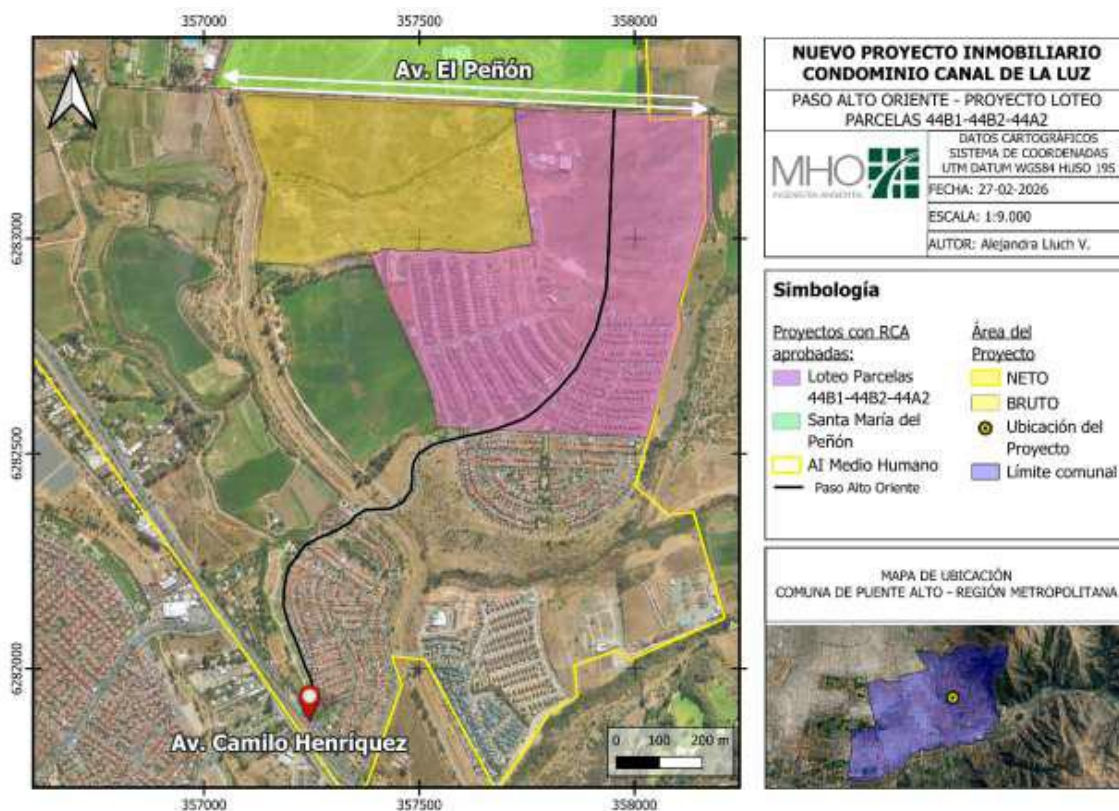 357000
357500
358000
6283000
6282500
6282000
N
Av. El Peñón
Av. Camilo Henríquez
0 100 200 m
357000
357500
358000
NUEVO PROYECTO INMOBILIARIO
CONDOMINIO CANAL DE LA LUZ
PASO ALTO ORIENTE - PROYECTO LOTEO
PARCELAS 44B1-44B2-44A2
MHO
INGENIERÍA AMBIENTAL
DATOS CARTOGRÁFICOS
SISTEMA DE COORDENADAS
UTM DATUM WGS84 HUSO 19S
FECHA: 27-02-2026
ESCALA: 1:9.000
AUTOR: Alejandra Lluch V.
Simbología
Proyectos con RCA
aprobadas:
Loteo Parcelas
44B1-44B2-44A2
Santa María del
Peñón
AI Medio Humano
Paso Alto Oriente
Área del
Proyecto
NETO
BRUTO
Ubicación del
Proyecto
Límite comunal
MAPA DE UBICACIÓN
COMUNA DE PUENTE ALTO - REGIÓN METROPOLITANA